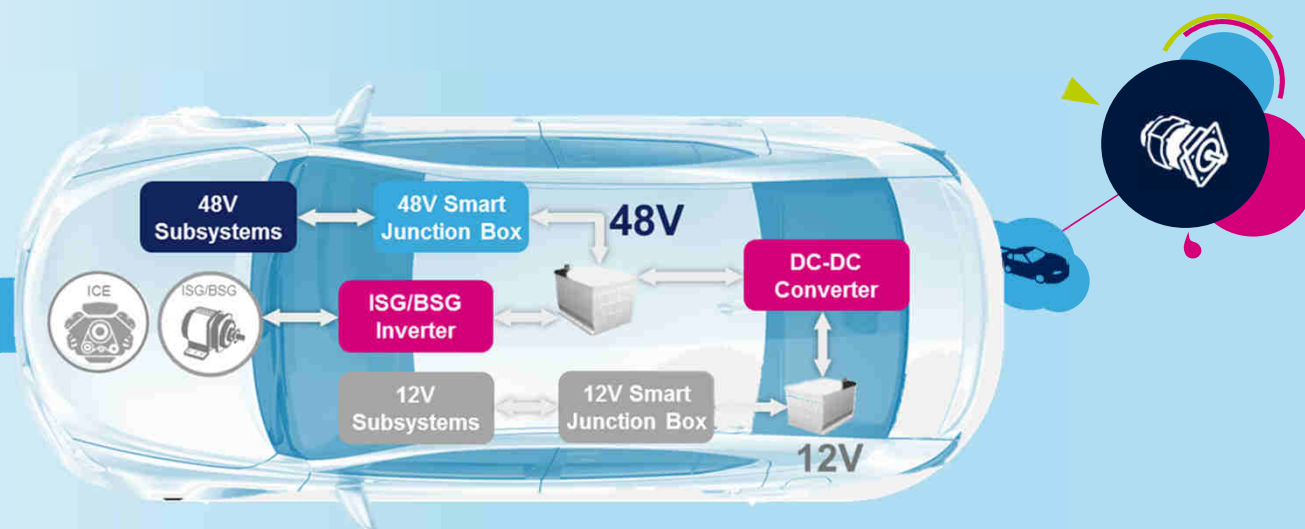 48V
Subsystems
48V Smart
Junction Box
48V
DC-DC
Converter
ICE
ISG/BSG
ISG/BSG
Inverter
12V
Subsystems
12V Smart
Junction Box
12V